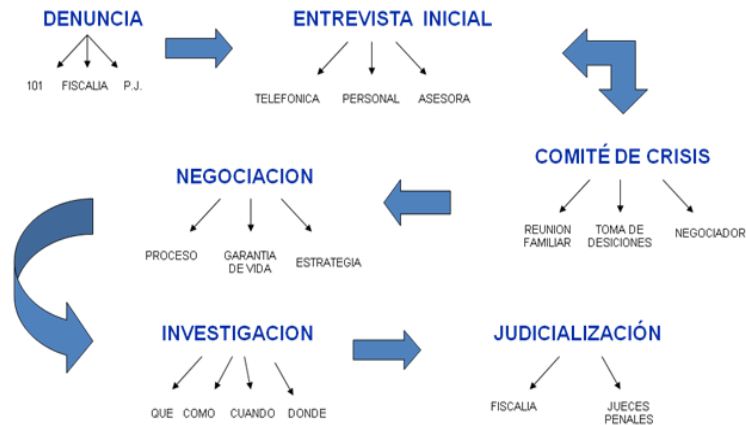 DENUNCIA
101 FISCALIA P.J.
ENTREVISTA INICIAL
TELEFONICA PERSONAL ASESORA
COMITÉ DE CRISIS
REUNION
FAMILIAR
TOMA DE
DESICIONES
NEGOCIADOR
NEGOCIACION
PROCESO
GARANTIA
DE VIDA
ESTRATEGIA
INVESTIGACION
QUE COMO CUANDO DONDE
JUDICIALIZACIÓN
FISCALIA
JUECES
PENALES